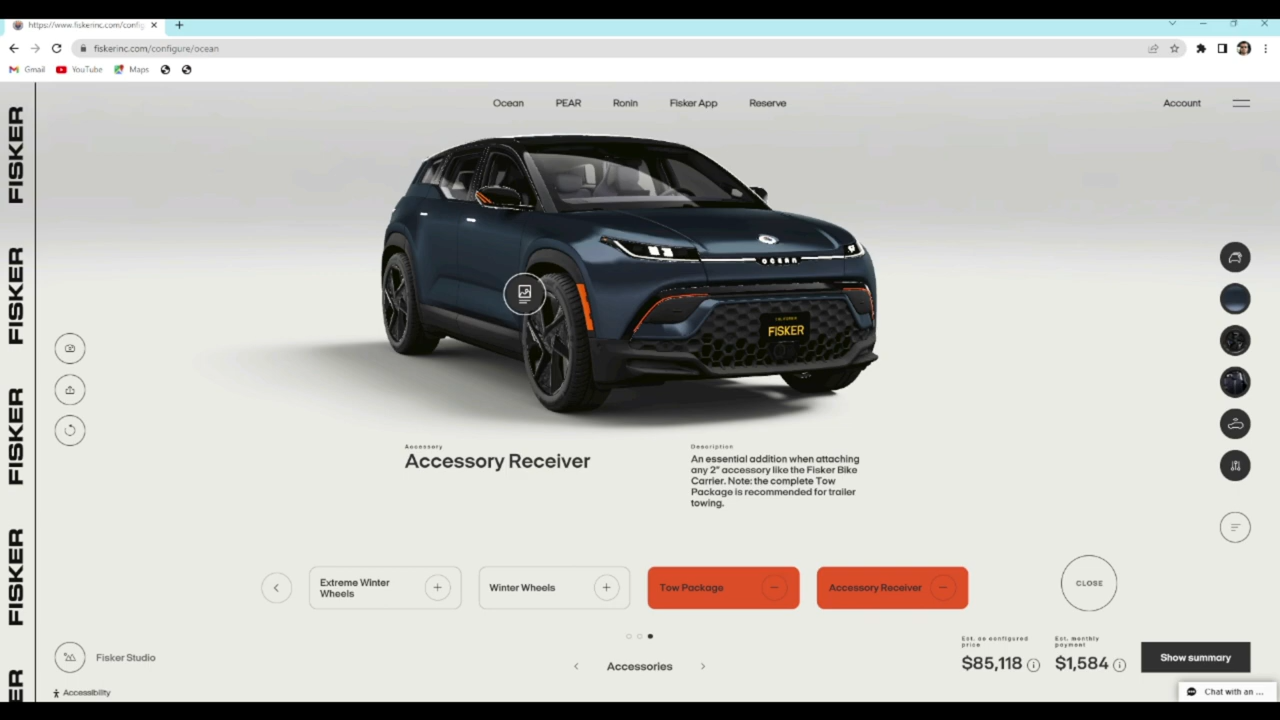 https://www.fiskerinc.com/config
fiskerinc.com/configure/ocean
Gmail
YouTube
Maps
FISKER
FISKER
FISKER
FISKER
ER
Ocean
PEAR
Ronin
Fisker App
Reserve
Account
OCEAN
FISKER
Accessory
Accessory Receiver
Description
An essential addition when attaching
any 2" accessory like the Fisker Bike
Carrier. Note: the complete Tow
Package is recommended for trailer
towing.
Extreme Winter
Wheels
Winter Wheels
Tow Package
Accessory Receiver
CLOSE
Fisker Studio
Accessories
Est. as configured
price
$85,118
Est. monthly
payment
$1,584
Show summary
Accessibility
Chat with an ...